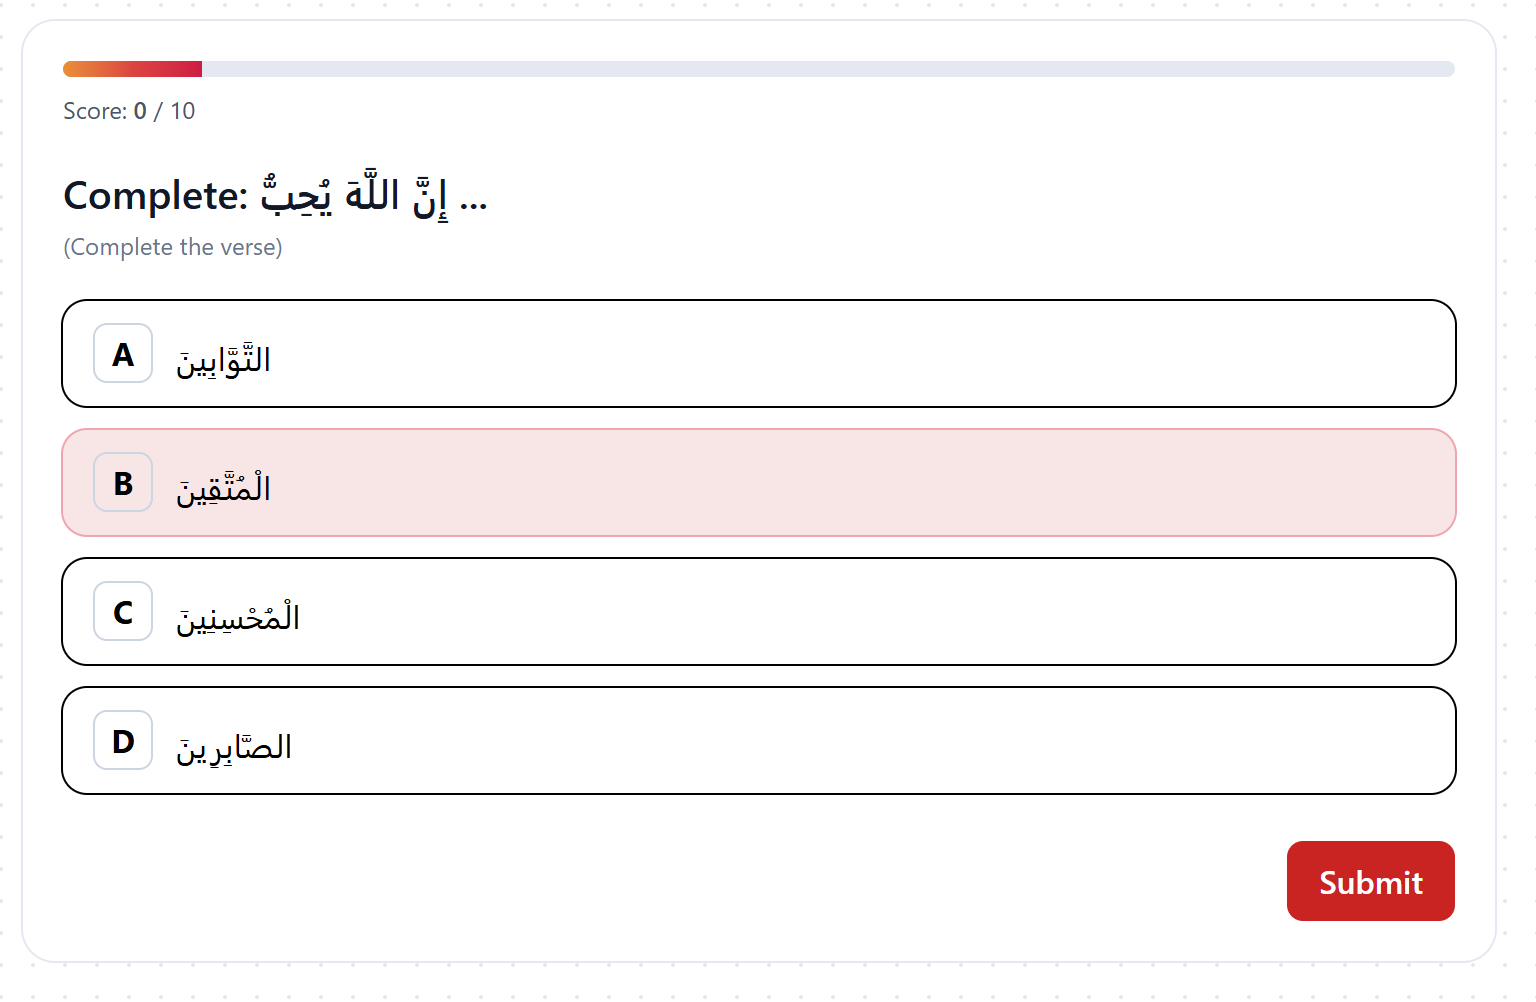 Score: 0 / 10
Complete: إِنَّ اللَّهَ يُحِبُّ ...
(Complete the verse)
A التَّوَّابِينَ
B الْمُتَّقِينَ
C الْمُحْسِنِينَ
D الصَّابِرِينَ
Submit